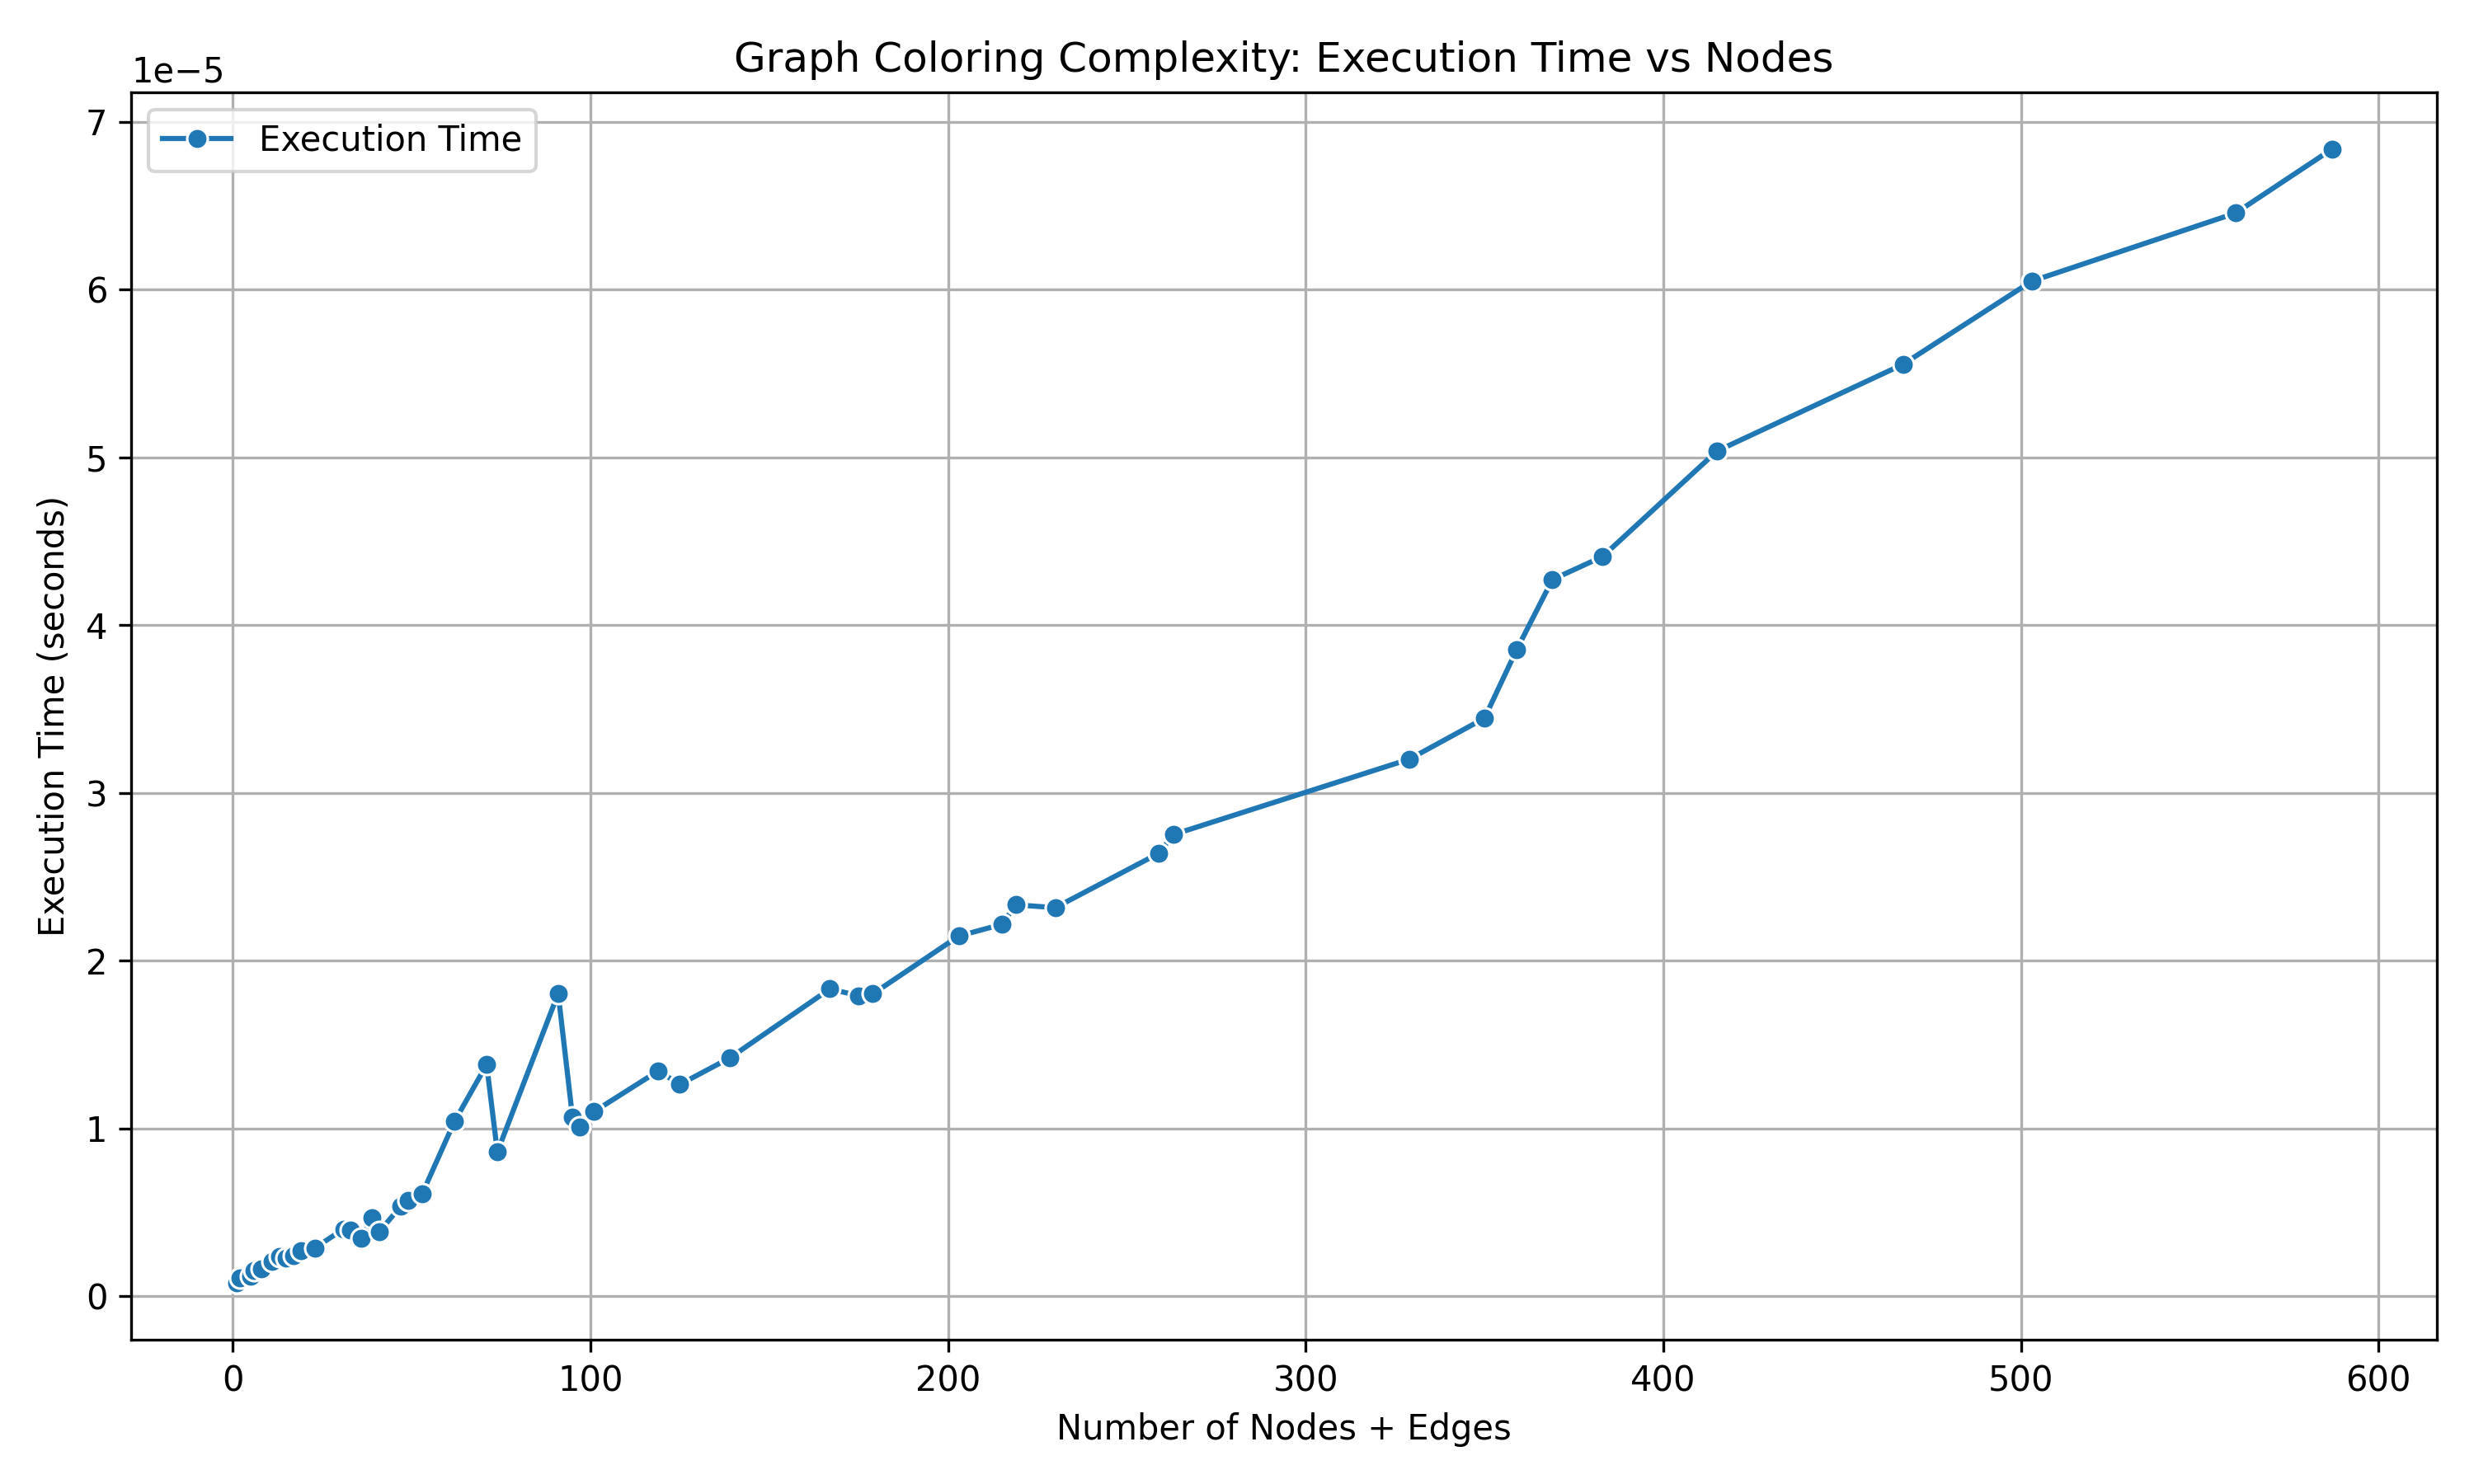 Graph Coloring Complexity: Execution Time vs Nodes
1e−5
Execution Time
7
6
5
4
3
2
1
0
Execution Time (seconds)
0 100 200 300 400 500 600
Number of Nodes + Edges